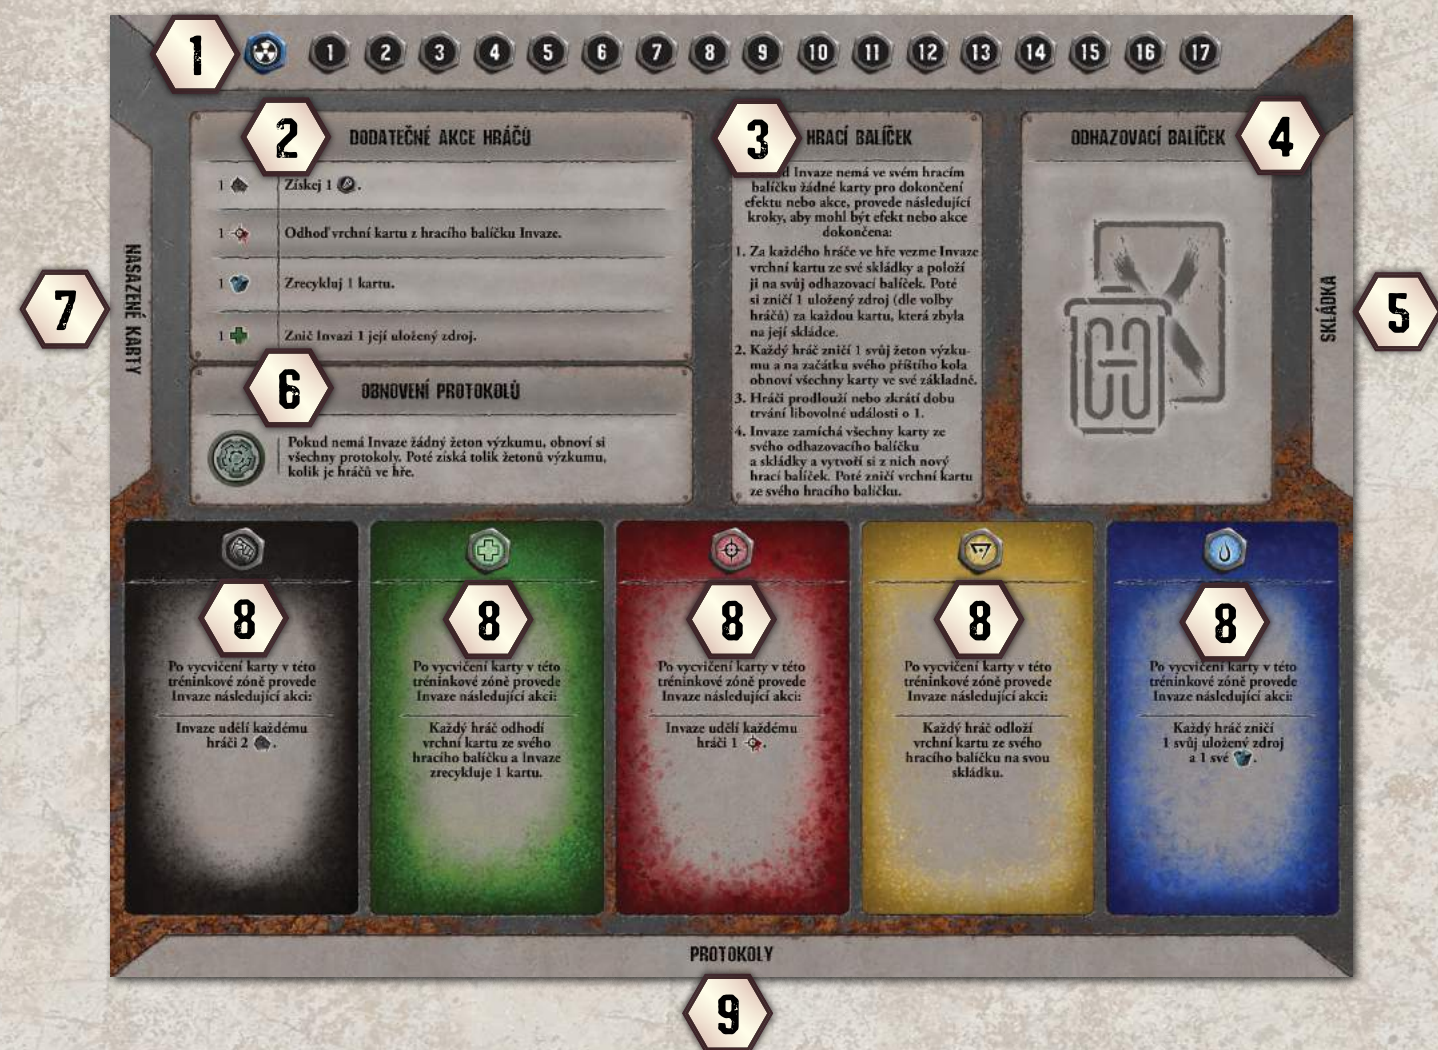 1 1 2 3 4 5 6 7 8 9 10 11 12 13 14 15 16 17
2 DODATEČNÉ AKCE HRÁČŮ
1 Získej 1 .
1 Odhoď vrchní kartu z hracího balíčku Invaze.
1 Zrecykluj 1 kartu.
1 Znič Invazi 1 její uložený zdroj.
6 OBNOVENÍ PROTOKOLŮ
Pokud nemá Invaze žádný žeton výzkumu, obnoví si
všechny protokoly. Poté získá tolik žetonů výzkumu,
kolik je hráčů ve hře.
3 HRACÍ BALÍČEK
d Invaze nemá ve svém hracím
balíčku žádné karty pro dokončení
efektu nebo akce, provede následující
kroky, aby mohl být efekt nebo akce
dokončena:
1. Za každého hráče ve hře vezme Invaze
vrchní kartu ze své skládky a položí
ji na svůj odhazovací balíček. Poté
si zničí 1 uložený zdroj (dle volby
hráčů) za každou kartu, která zbyla
na její skládce.
2. Každý hráč zničí 1 svůj žeton výzku-
mu a na začátku svého příštího kola
obnoví všechny karty ve své základně.
3. Hráči prodlouží nebo zkrátí dobu
trvání libovolné události o 1.
4. Invaze zamíchá všechny karty ze
svého odhazovacího balíčku
a skládky a vytvoří si z nich nový
hrací balíček. Poté zničí vrchní kartu
ze svého hracího balíčku.
ODHAZOVACÍ BALÍČEK 4
7 NASAZENÉ KARTY
SKLÁDKA 5
8
Po vycvičení karty v této
tréninkové zóně provede
Invaze následující akci:
Invaze udělí každému
hráči 2 .
8
Po vycvičení karty v této
tréninkové zóně provede
Invaze následující akci:
Každý hráč odhodí
vrchní kartu ze svého
hracího balíčku a Invaze
zrecykluje 1 kartu.
8
Po vycvičení karty v této
tréninkové zóně provede
Invaze následující akci:
Invaze udělí každému
hráči 1 .
8
Po vycvičení karty v této
tréninkové zóně provede
Invaze následující akci:
Každý hráč odloží
vrchní kartu ze svého
hracího balíčku na svou
skládku.
8
Po vycvičení karty v této
tréninkové zóně provede
Invaze následující akci:
Každý hráč zničí
1 svůj uložený zdroj
a 1 své .
PROTOKOLY
9